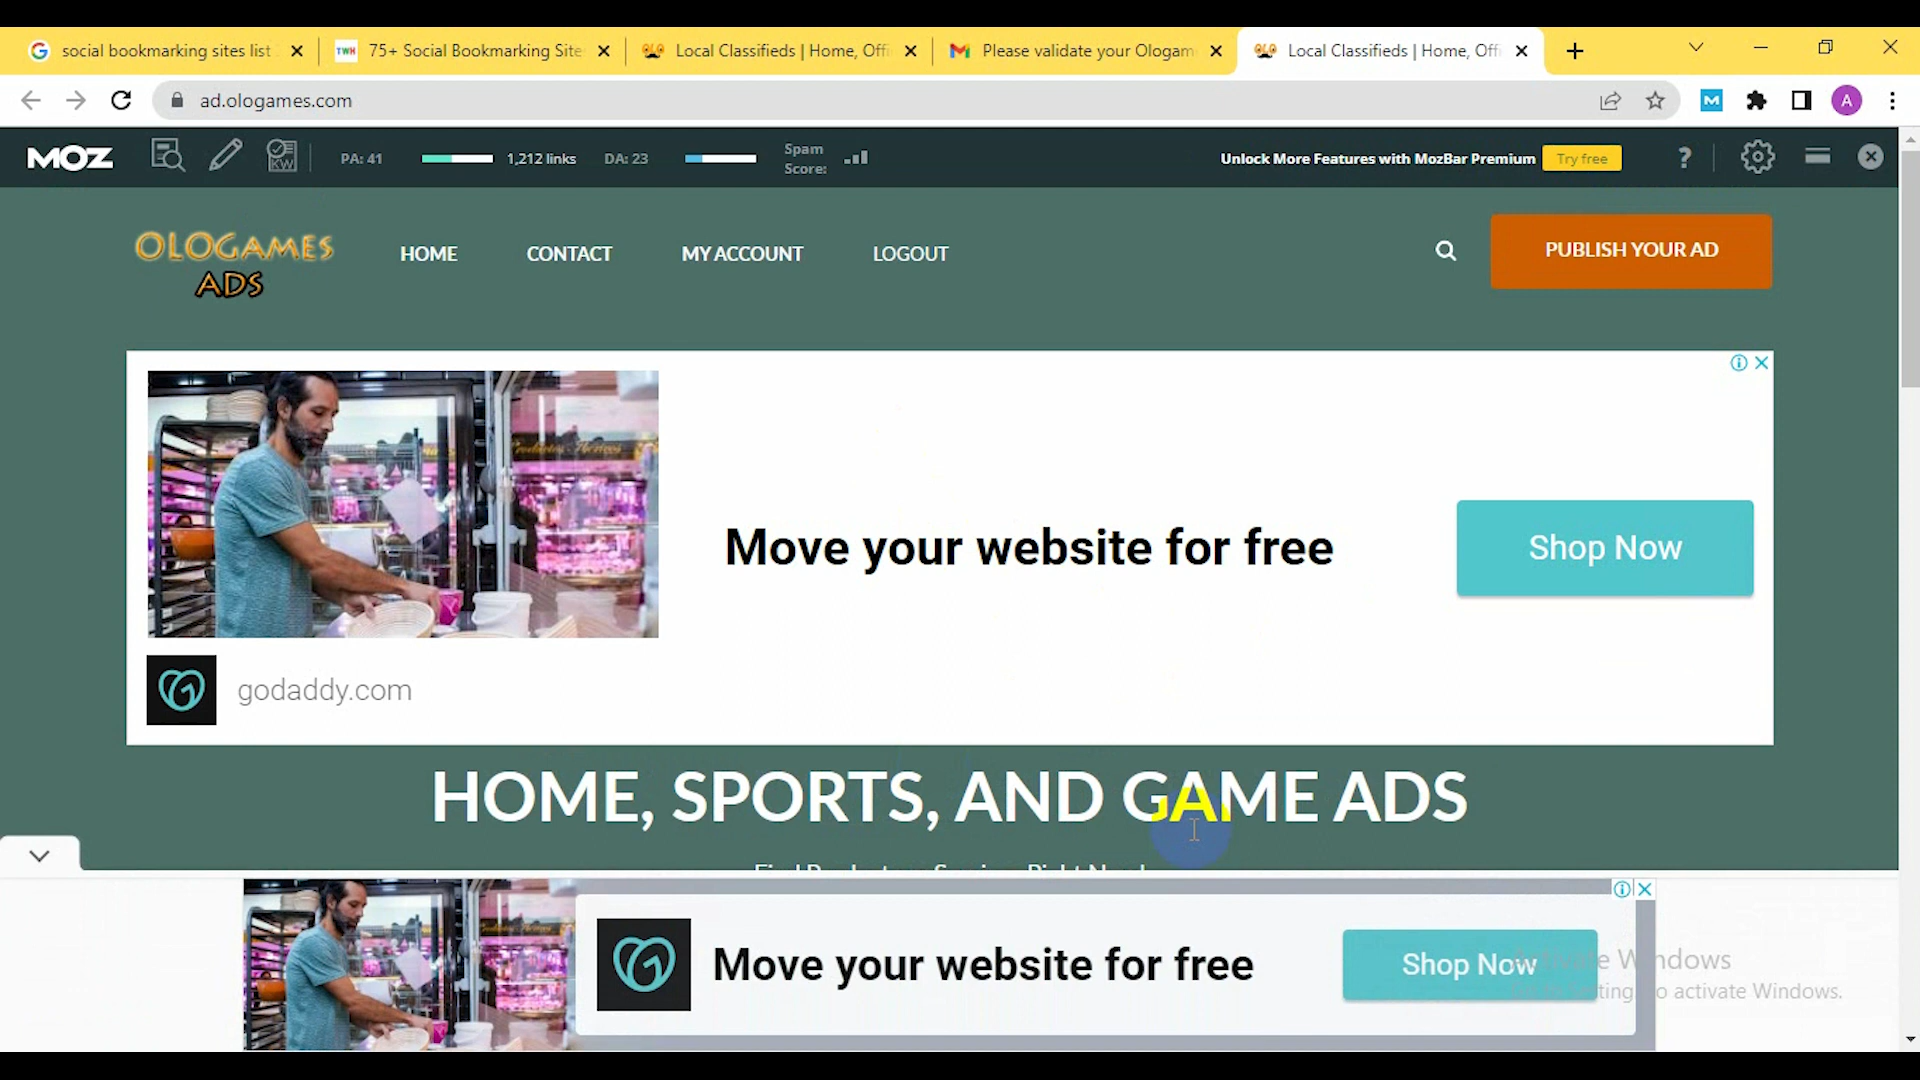 social bookmarking sites list
TWH 75+ Social Bookmarking Site
Local Classifieds | Home, Offi
Please validate your Ologam
Local Classifieds | Home, Offi
ad.ologames.com
A
MOZ
KW
PA: 41
1,212 links
DA: 23
Spam
Score:
Unlock More Features with MozBar Premium
Try free
?
OLOGAMES
ADS
HOME
CONTACT
MY ACCOUNT
LOGOUT
PUBLISH YOUR AD
Move your website for free
Shop Now
godaddy.com
HOME, SPORTS, AND GAME ADS
Move your website for free
Shop Now
Windows
o activate Windows.